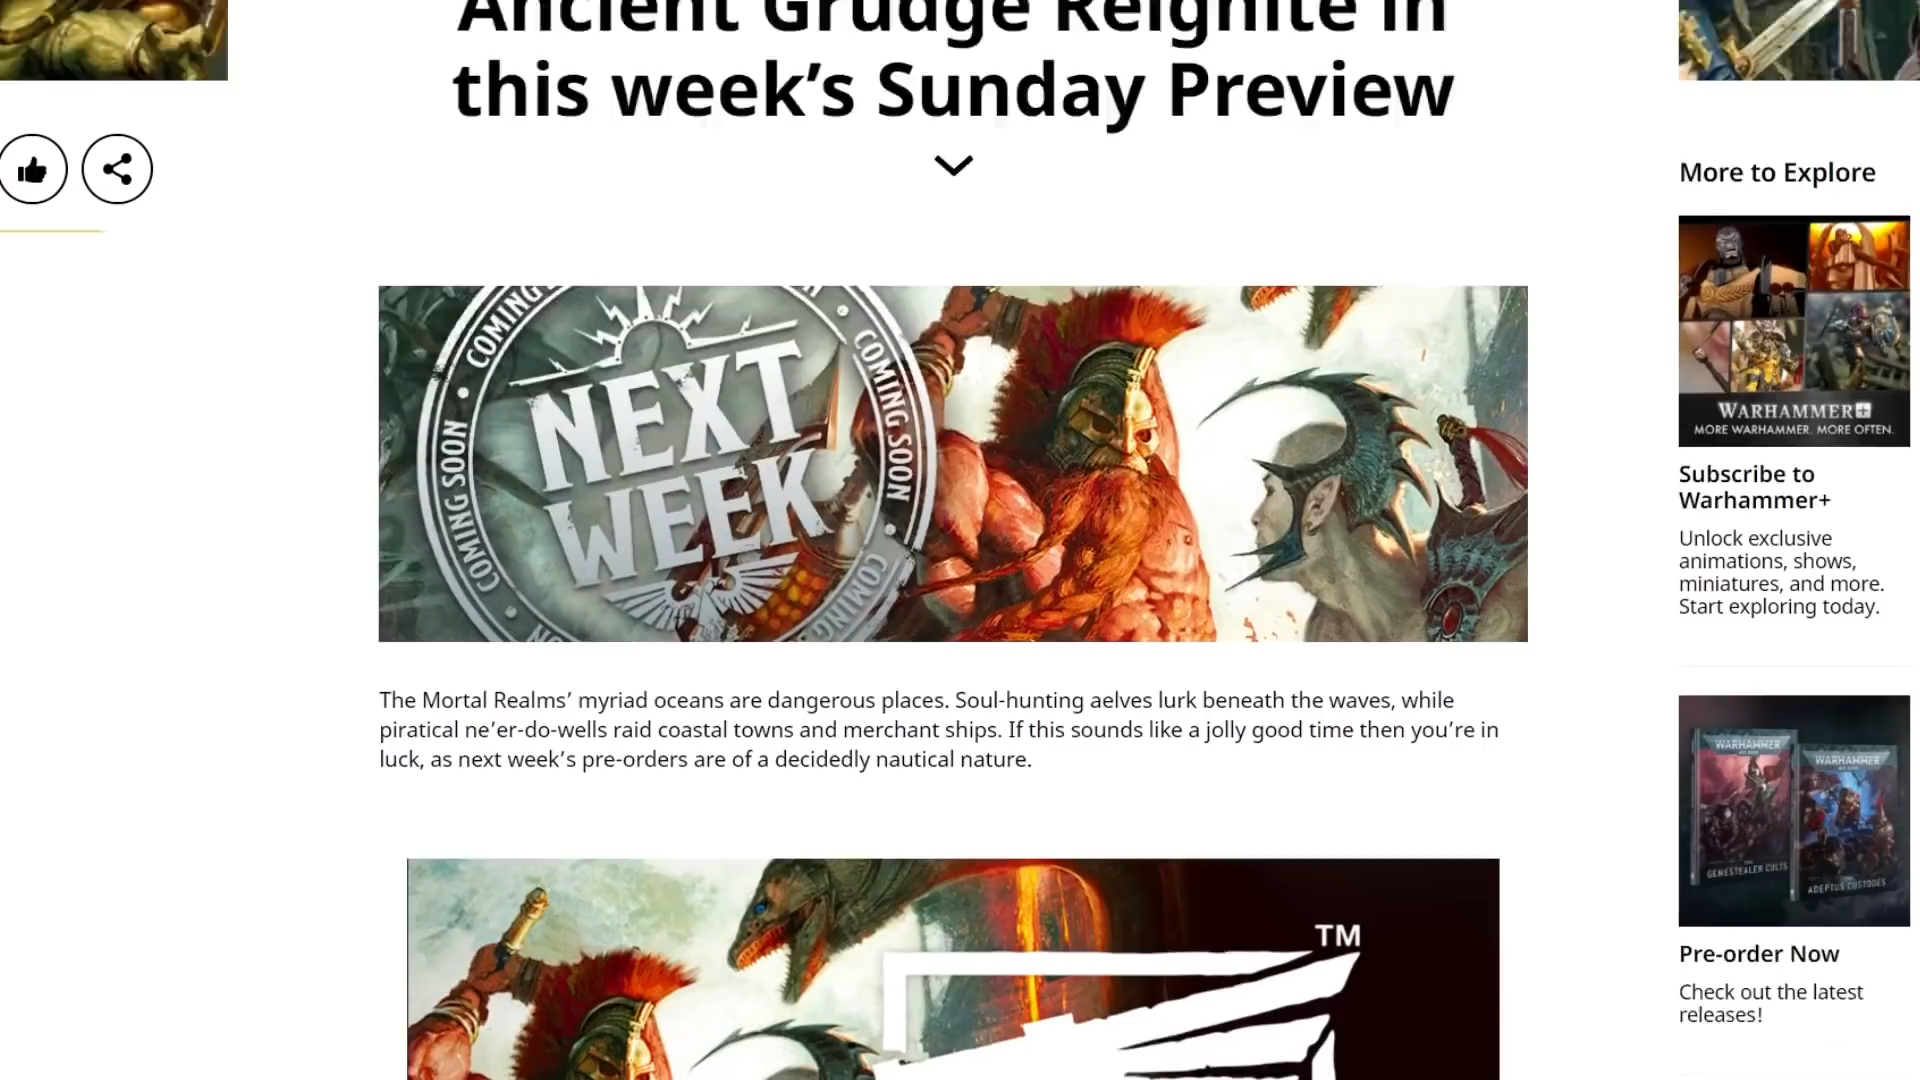 Ancient Grudge Reignite in
this week’s Sunday Preview
More to Explore
COMING SOON
COMING SOON
NEXT
WEEK
WARHAMMER+
MORE WARHAMMER. MORE OFTEN.
Subscribe to
Warhammer+
Unlock exclusive
animations, shows,
miniatures, and more.
Start exploring today.
The Mortal Realms’ myriad oceans are dangerous places. Soul-hunting aelves lurk beneath the waves, while
piratical ne’er-do-wells raid coastal towns and merchant ships. If this sounds like a jolly good time then you’re in
luck, as next week’s pre-orders are of a decidedly nautical nature.
WARHAMMER
WARHAMMER
GENESTEALER CULTS
ADEPTUS CUSTODES
TM
Pre-order Now
Check out the latest
releases!